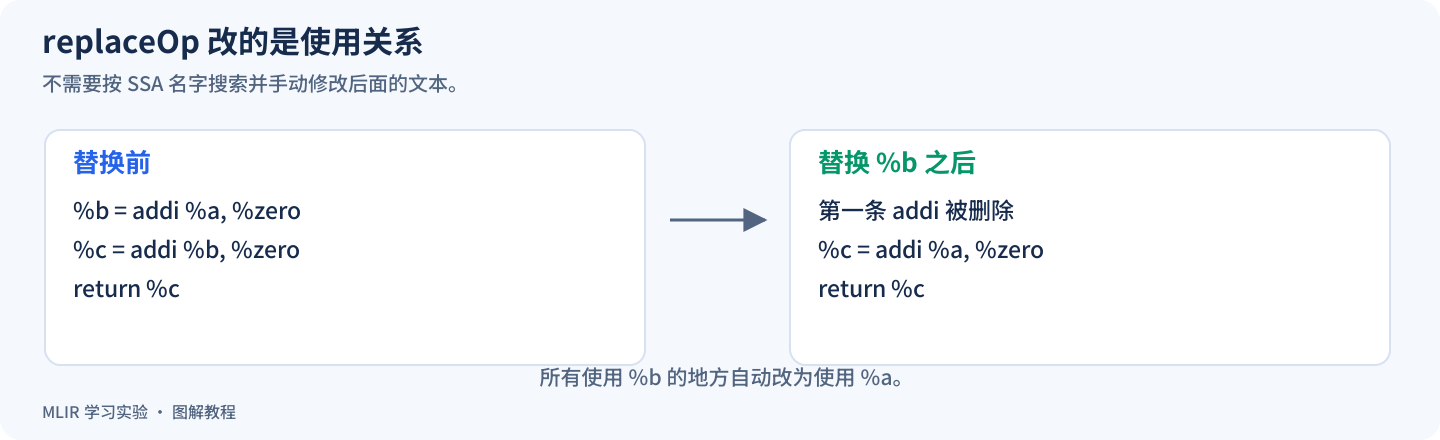 replaceOp 改的是使用关系
不需要按 SSA 名字搜索并手动修改后面的文本。
替换前
%b = addi %a, %zero
%c = addi %b, %zero
return %c
替换 %b 之后
第一条 addi 被删除
%c = addi %a, %zero
return %c
所有使用 %b 的地方自动改为使用 %a。
MLIR 学习实验 · 图解教程